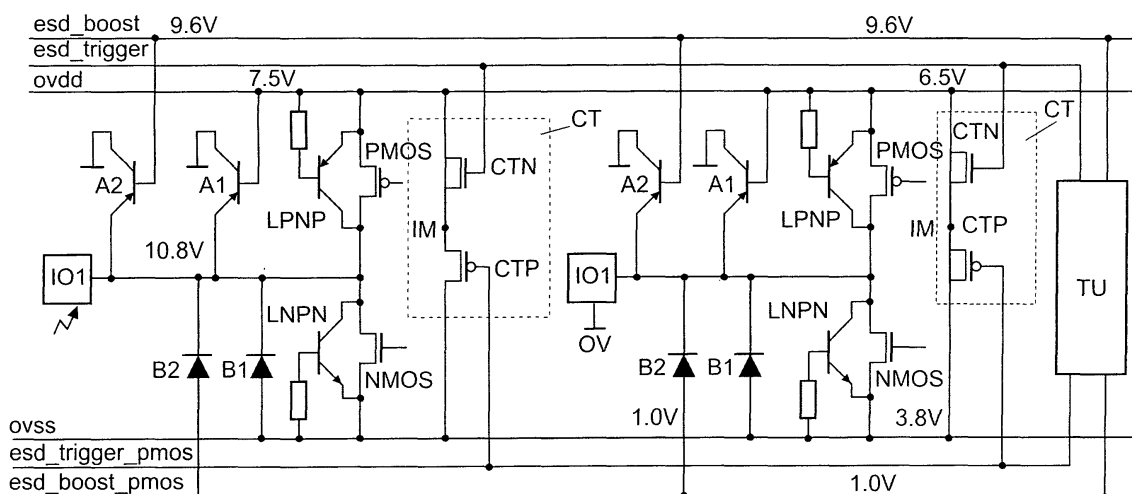 esd_boost 9.6V 9.6V
esd_trigger
ovdd 7.5V 6.5V
CT CT
A2 A1 PMOS CTN A2 A1 PMOS CTN
LPNP IM LPNP IM CTP
10.8V CTP
IO1 IO1 TU
LNPN LNPN
OV
B2 B1 NMOS B2 B1 NMOS
ovss 1.0V 3.8V
esd_trigger_pmos
esd_boost_pmos 1.0V